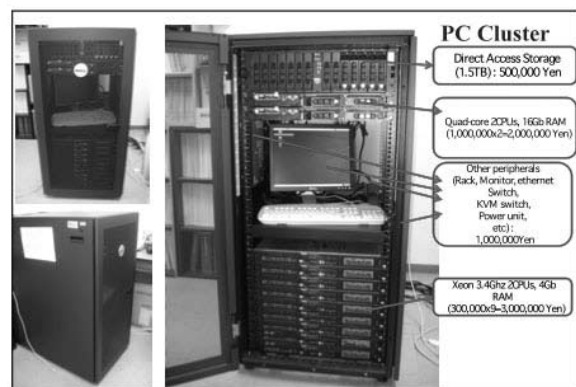 PC Cluster
Direct Access Storage
(1.5TB) : 500,000 Yen
Quad-core 2CPUs, 16Gb RAM
(1,000,000x2=2,000,000 Yen)
Other peripherals
(Rack, Monitor, ethernet
Switch,
KVM switch,
Power unit,
etc) :
1,000,000Yen
Xeon 3.4Ghz 2CPUs, 4Gb
RAM
(300,000x9=3,000,000 Yen)
DELL